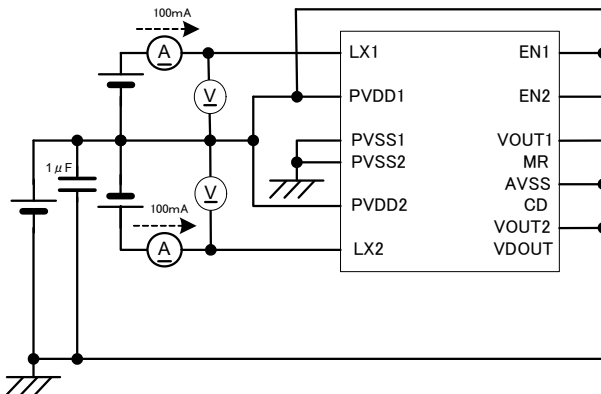 100mA
A
LX1
EN1
V
PVDD1
EN2
PVSS1
VOUT1
1μF
PVSS2
MR
AVSS
V
PVDD2
CD
100mA
VOUT2
A
LX2
VDOUT